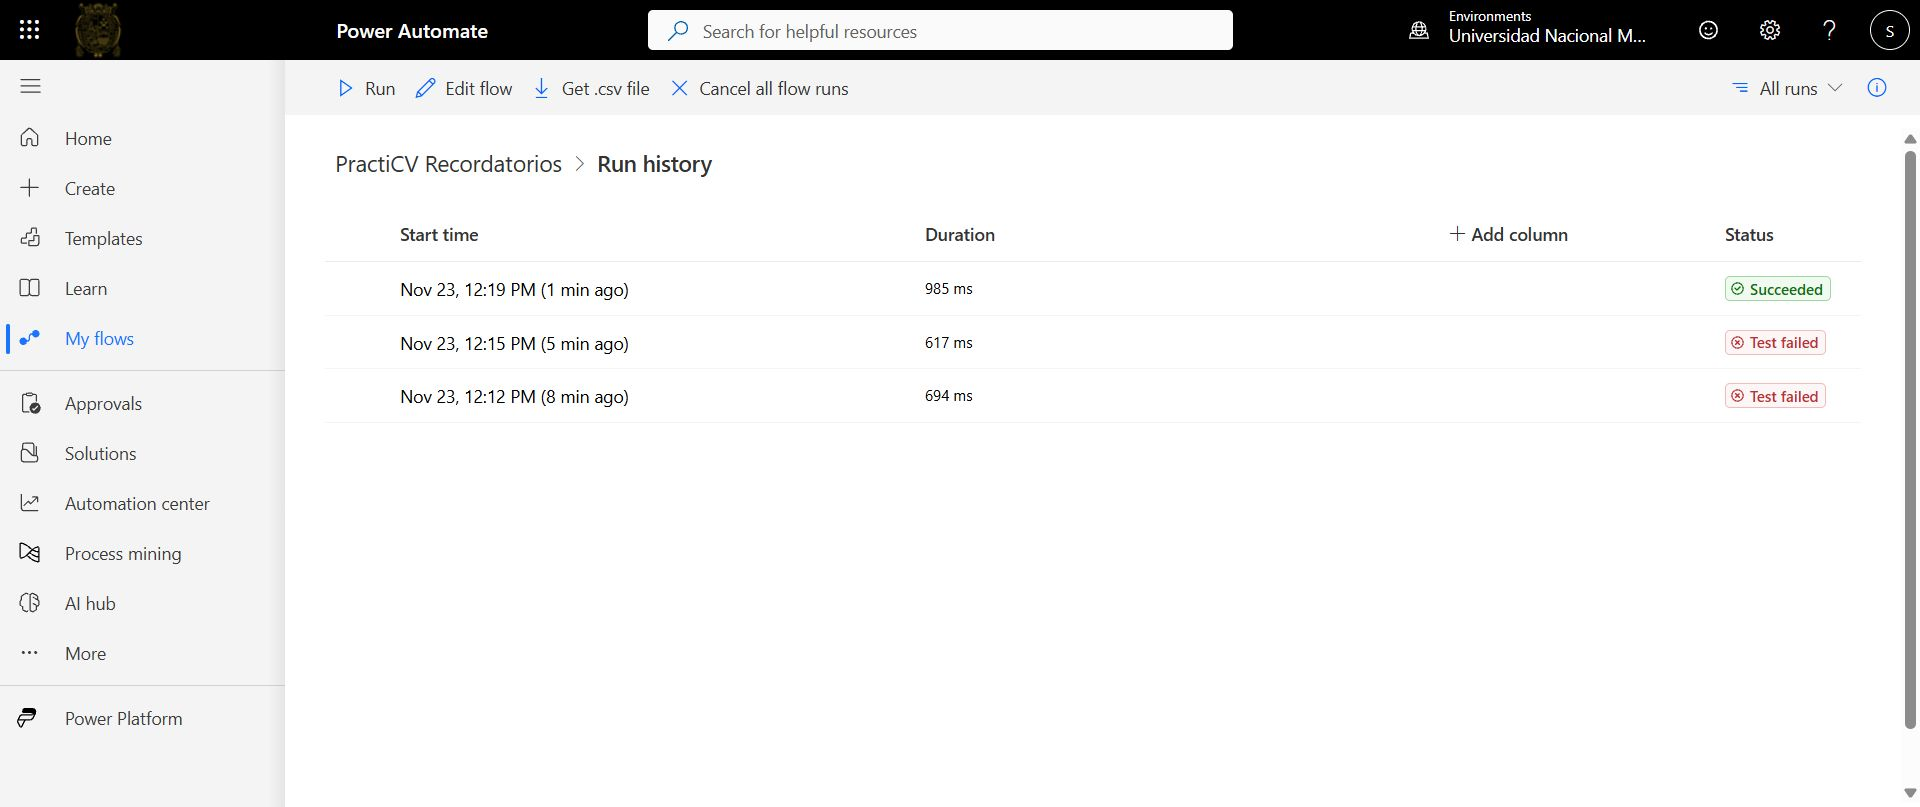 Power Automate
Search for helpful resources
Environments
Universidad Nacional M...
S
Run
Edit flow
Get .csv file
Cancel all flow runs
All runs
Home
Create
Templates
Learn
My flows
Approvals
Solutions
Automation center
Process mining
AI hub
More
Power Platform
PractiCV Recordatorios > Run history
Start time Duration + Add column Status
Nov 23, 12:19 PM (1 min ago) 985 ms Succeeded
Nov 23, 12:15 PM (5 min ago) 617 ms Test failed
Nov 23, 12:12 PM (8 min ago) 694 ms Test failed